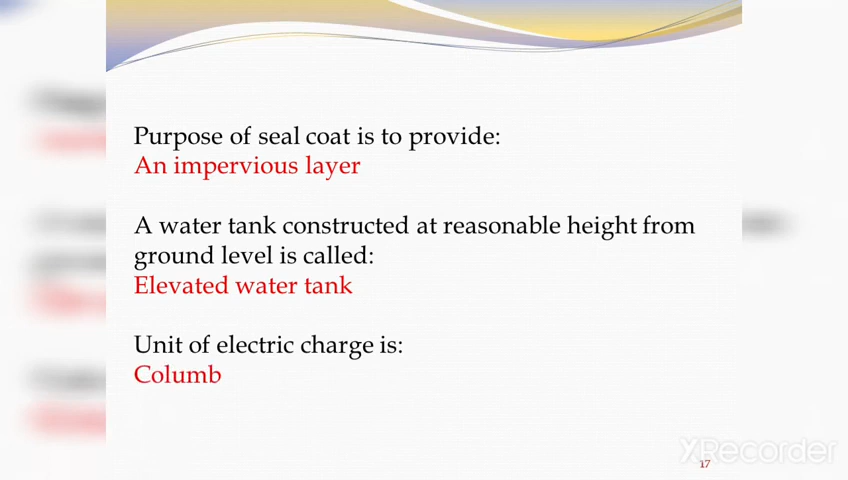 Purpose of seal coat is to provide:
An impervious layer
A water tank constructed at reasonable height from
ground level is called:
Elevated water tank
Unit of electric charge is:
Columb
XRecorder
17